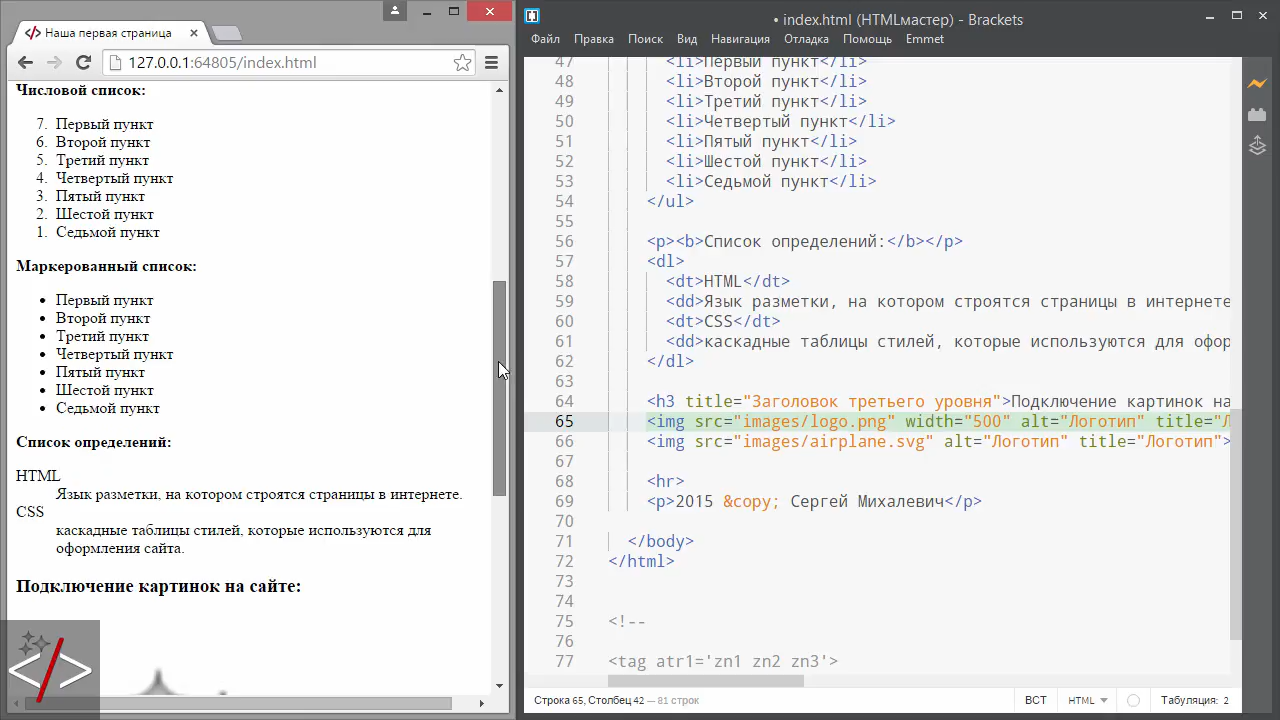 Наша первая страница
127.0.0.1:64805/index.html
Числовой список:
7. Первый пункт
6. Второй пункт
5. Третий пункт
4. Четвертый пункт
3. Пятый пункт
2. Шестой пункт
1. Седьмой пункт
Маркерованный список:
• Первый пункт
• Второй пункт
• Третий пункт
• Четвертый пункт
• Пятый пункт
• Шестой пункт
• Седьмой пункт
Список определений:
HTML
Язык разметки, на котором строятся страницы в интернете.
CSS
каскадные таблицы стилей, которые используются для
оформления сайта.
Подключение картинок на сайте:
• index.html (HTMLмастер) - Brackets
Файл Правка Поиск Вид Навигация Отладка Помощь Emmet
47 <li>Первый пункт</li>
48 <li>Второй пункт</li>
49 <li>Третий пункт</li>
50 <li>Четвертый пункт</li>
51 <li>Пятый пункт</li>
52 <li>Шестой пункт</li>
53 <li>Седьмой пункт</li>
54 </ul>
55
56 <p><b>Список определений:</b></p>
57 <dl>
58 <dt>HTML</dt>
59 <dd>Язык разметки, на котором строятся страницы в интернете
60 <dt>CSS</dt>
61 <dd>каскадные таблицы стилей, которые используются для офор
62 </dl>
63
64 <h3 title="Заголовок третьего уровня">Подключение картинок на
65 <img src="images/logo.png" width="500" alt="Логотип" title="Л
66 <img src="images/airplane.svg" alt="Логотип" title="Логотип">
67
68 <hr>
69 <p>2015 &copy; Сергей Михалевич</p>
70
71 </body>
72 </html>
73
74
75 <!--
76
77 <tag atr1='zn1 zn2 zn3'>
Строка 65, Столбец 42 — 81 строк ВСТ HTML Табуляция: 2